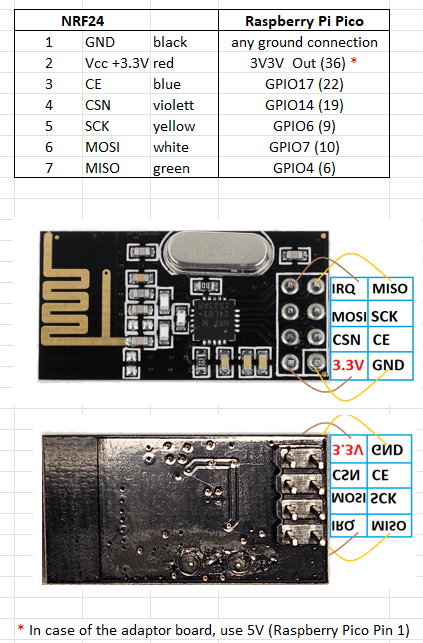 NRF24 Raspberry Pi Pico
1 GND black any ground connection
2 Vcc +3.3V red 3V3V Out (36) *
3 CE blue GPIO17 (22)
4 CSN violett GPIO14 (19)
5 SCK yellow GPIO6 (9)
6 MOSI white GPIO7 (10)
7 MISO green GPIO4 (6)
IRQ MISO
MOSI SCK
CSN CE
3.3V GND
3.3V GND
CSN CE
MOSI SCK
IRQ MISO
* In case of the adaptor board, use 5V (Raspberry Pico Pin 1)